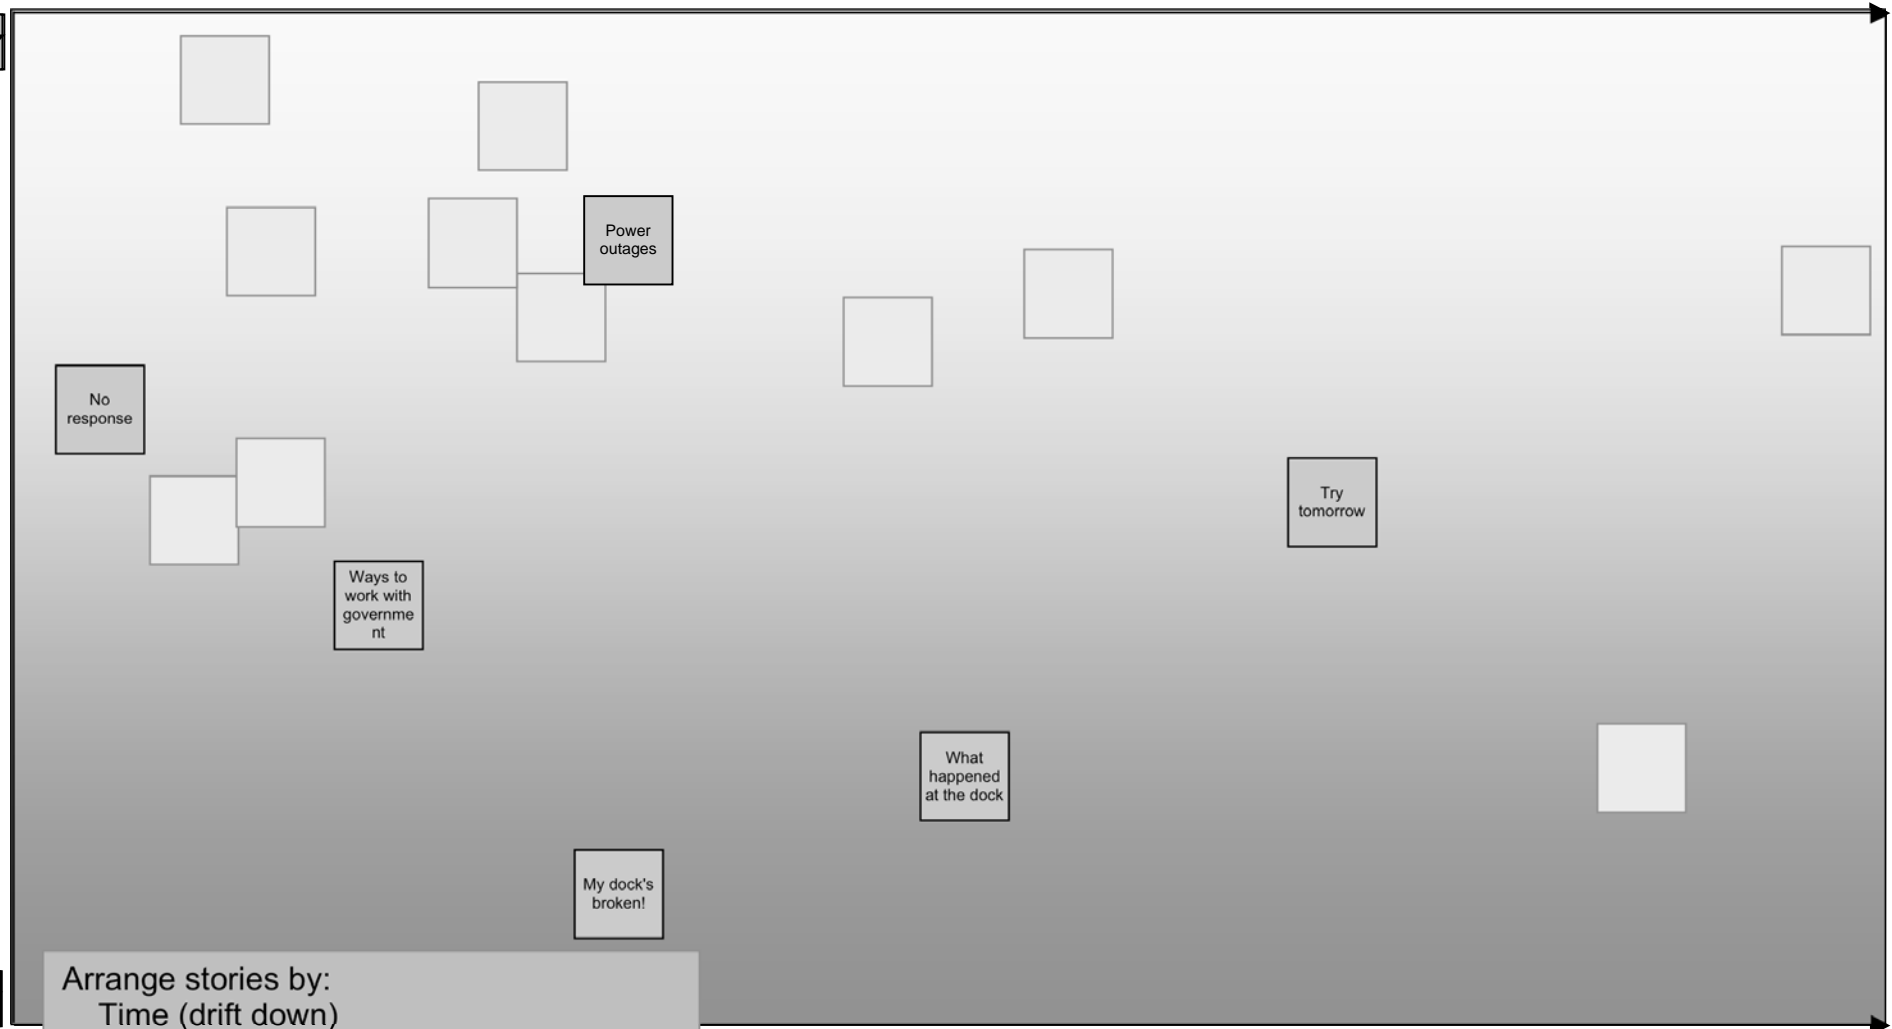 Power
outages
No
response
Try
tomorrow
Ways to
work with
governme
nt
What
happened
at the dock
My dock's
broken!
Arrange stories by:
Time (drift down)